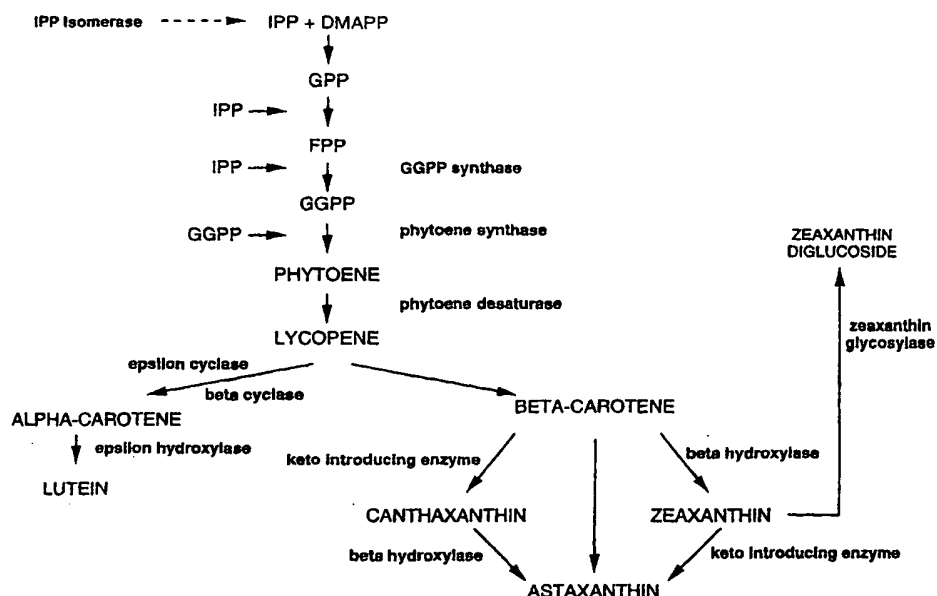 IPP Isomerase
IPP + DMAPP
GPP
IPP
FPP
IPP
GGPP synthase
GGPP
GGPP
phytoene synthase
PHYTOENE
phytoene desaturase
LYCOPENE
epsilon cyclase
beta cyclase
ALPHA-CAROTENE
epsilon hydroxylase
LUTEIN
BETA-CAROTENE
keto introducing enzyme
beta hydroxylase
CANTHAXANTHIN
ZEAXANTHIN
beta hydroxylase
keto introducing enzyme
ASTAXANTHIN
ZEAXANTHIN
DIGLUCOSIDE
zeaxanthin
glycosylase